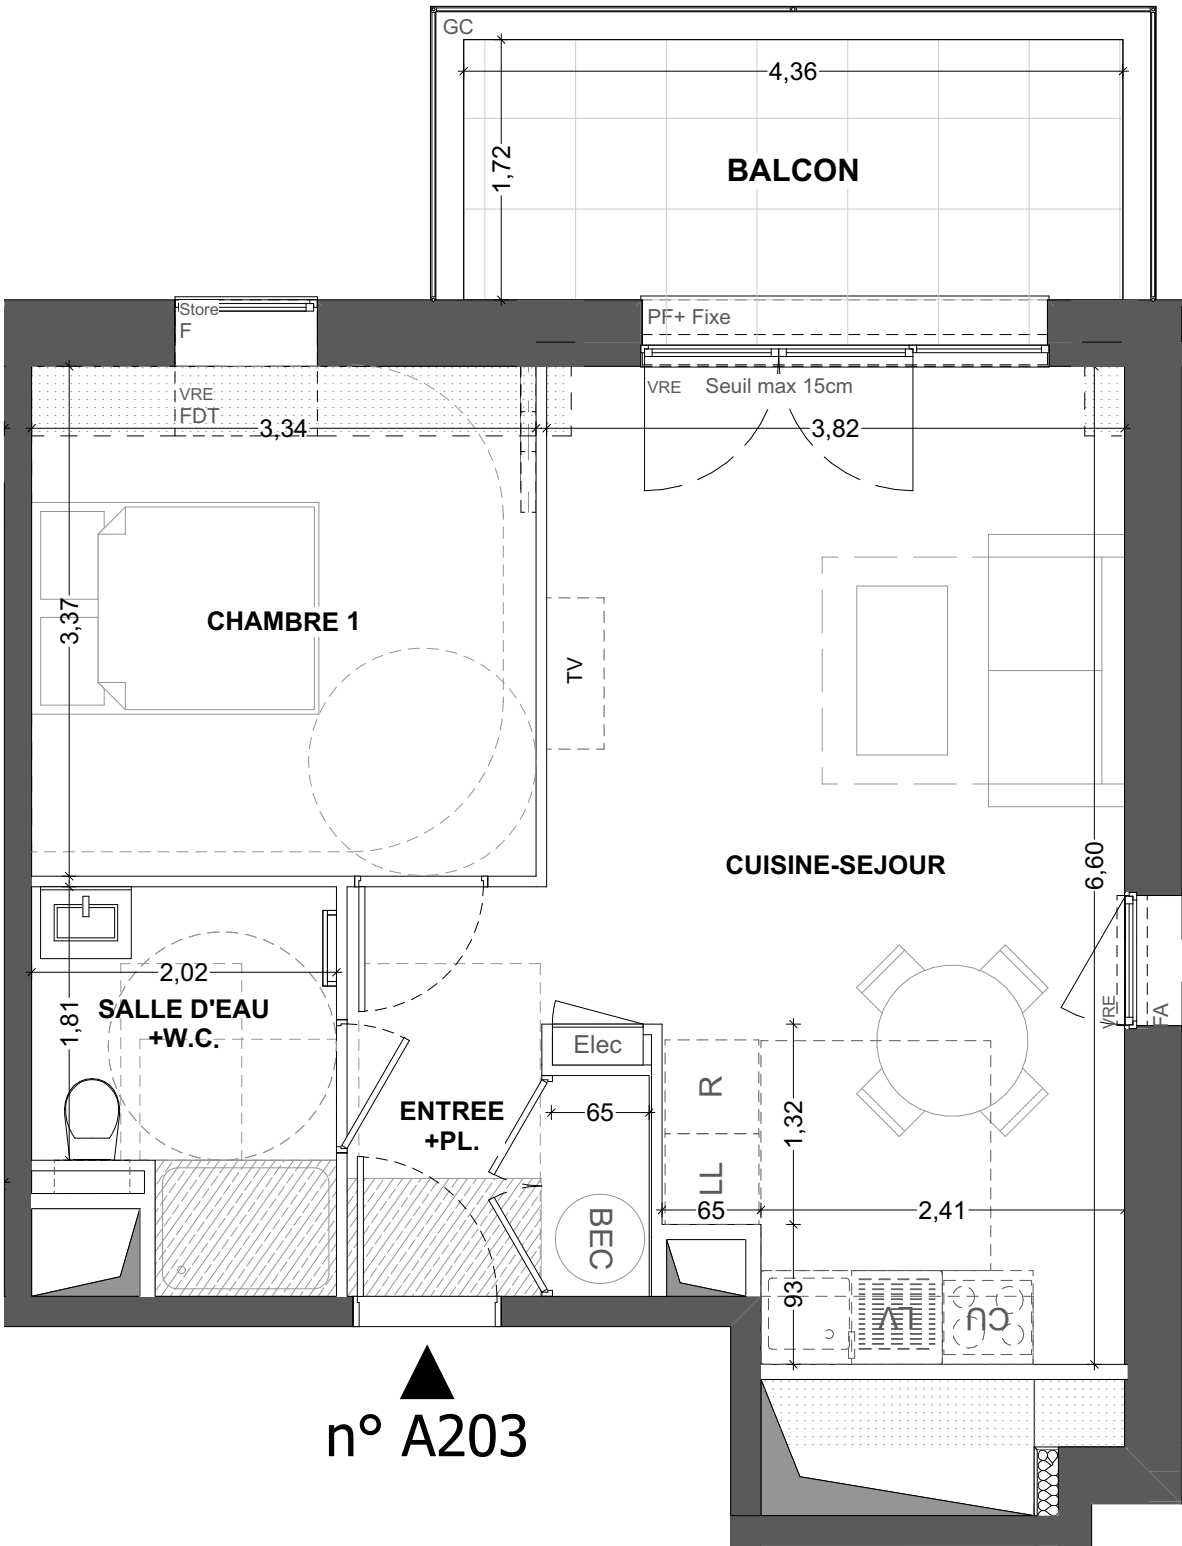 GC
4,36
1,72
BALCON
Store
F
PF+ Fixe
VRE
FDT
VRE
Seuil max 15cm
3,34
3,82
3,37
CHAMBRE 1
TV
CUISINE-SEJOUR
6,60
2,02
SALLE D'EAU
+W.C.
1,81
VRE
FA
Elec
R
ENTREE
+PL.
65
1,32
LL
65
2,41
BEC
93
LV
CU
n° A203